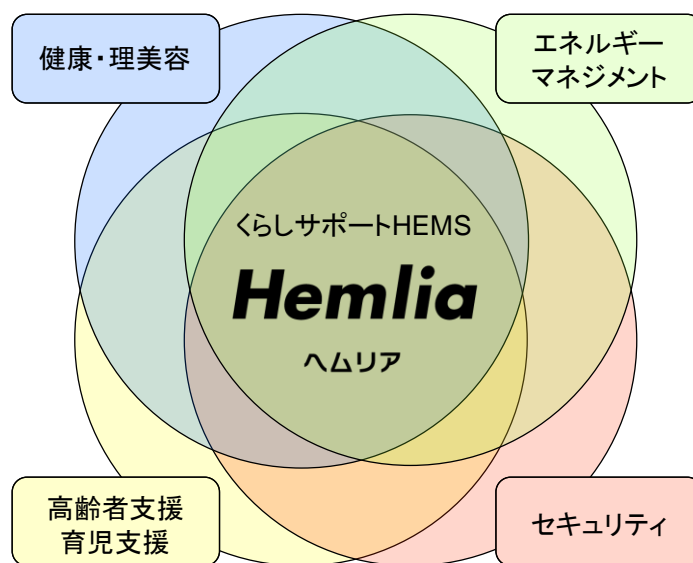 健康・理美容
エネルギー
マネジメント
くらしサポートHEMS
Hemlia
ヘムリア
高齢者支援
育児支援
セキュリティ